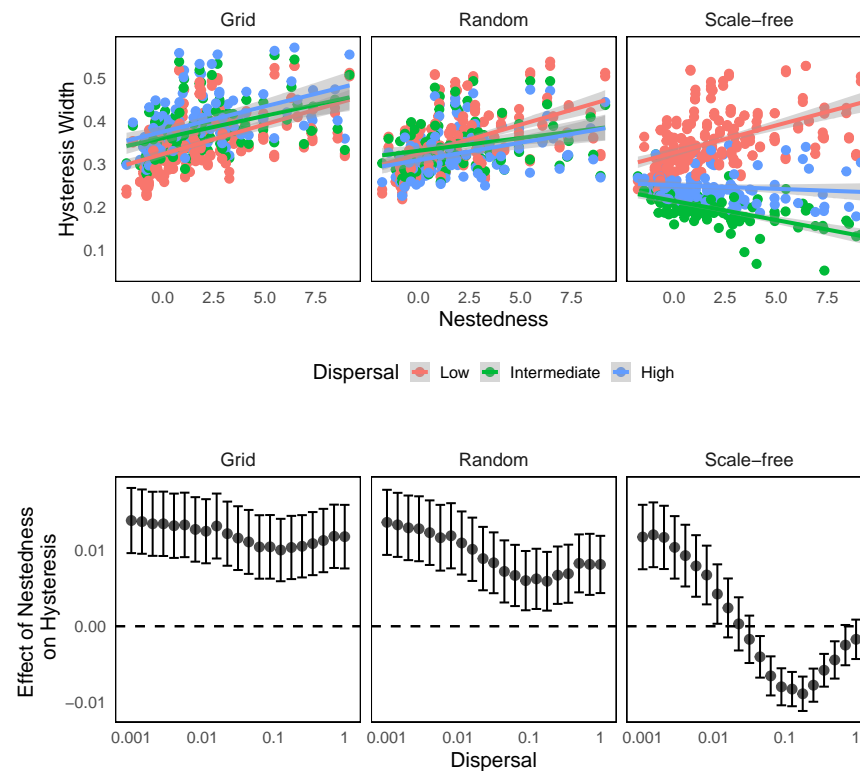 Grid Random Scale−free
Hysteresis Width
0.5
0.4
0.3
0.2
0.1
0.0 2.5 5.0 7.5 0.0 2.5 5.0 7.5 0.0 2.5 5.0 7.5
Nestedness
Dispersal Low Intermediate High
Grid Random Scale−free
Effect of Nestedness
on Hysteresis
0.01
0.00
−0.01
0.001 0.01 0.1 1 0.001 0.01 0.1 1 0.001 0.01 0.1 1
Dispersal